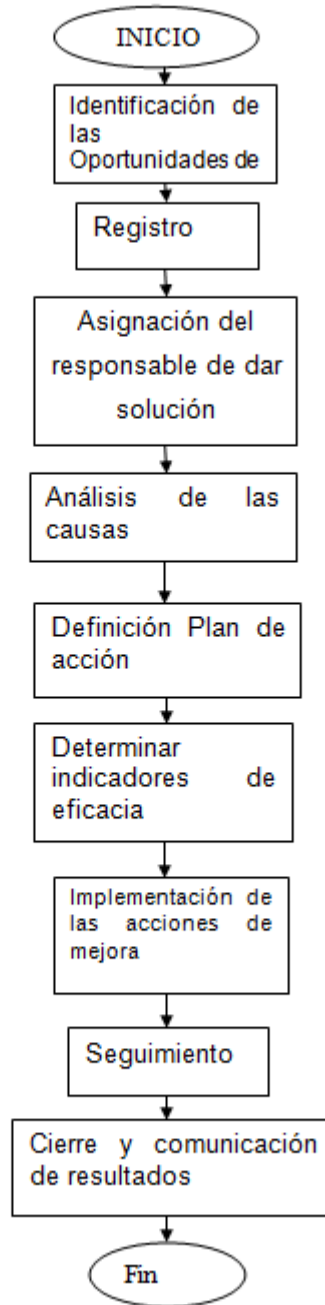 INICIO
Identificación de
las
Oportunidades de
Registro
Asignación del
responsable de dar
solución
Análisis de las
causas
Definición Plan de
acción
Determinar
indicadores de
eficacia
Implementación de
las acciones de
mejora
Seguimiento
Cierre y comunicación
de resultados
Fin